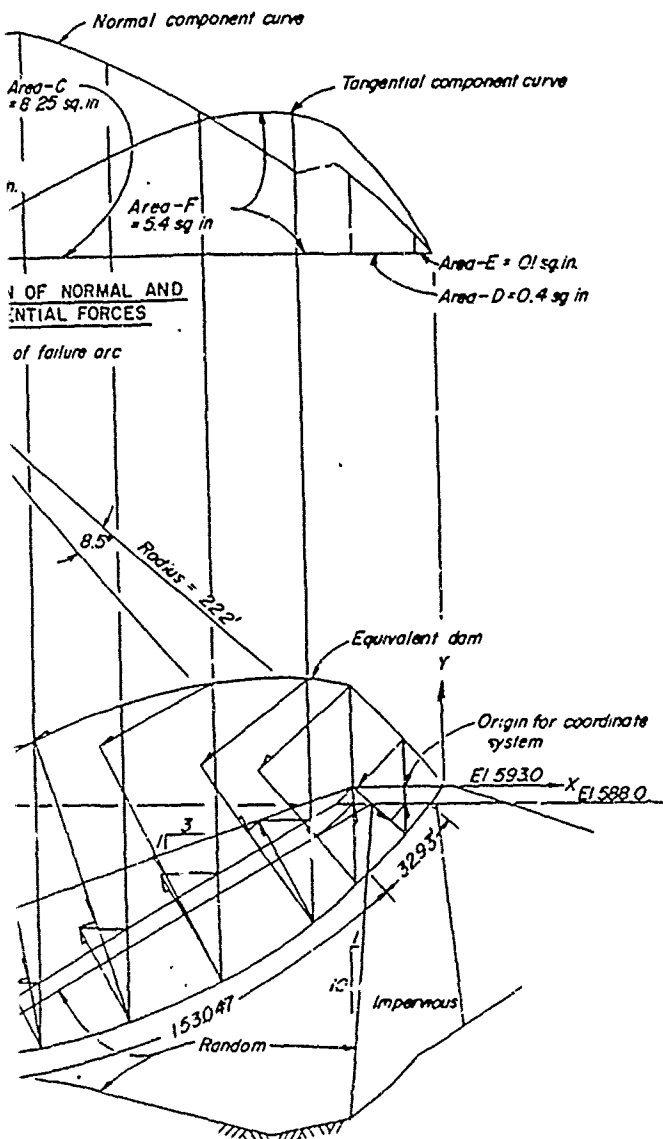 Normal component curve
Area-C
= 8.25 sq.in
Tangential component curve
n.
Area-F
= 5.4 sq in
Area-E = 0.1 sq.in.
Area-D = 0.4 sq in
N OF NORMAL AND
ENTIAL FORCES
of failure arc
8.5°
Radius = 222'
Equivalent dam
Y
Origin for coordinate
system
El. 593.0
X
El 588.0
3
1
32.93'
1
10
Impervious
153.047
Random